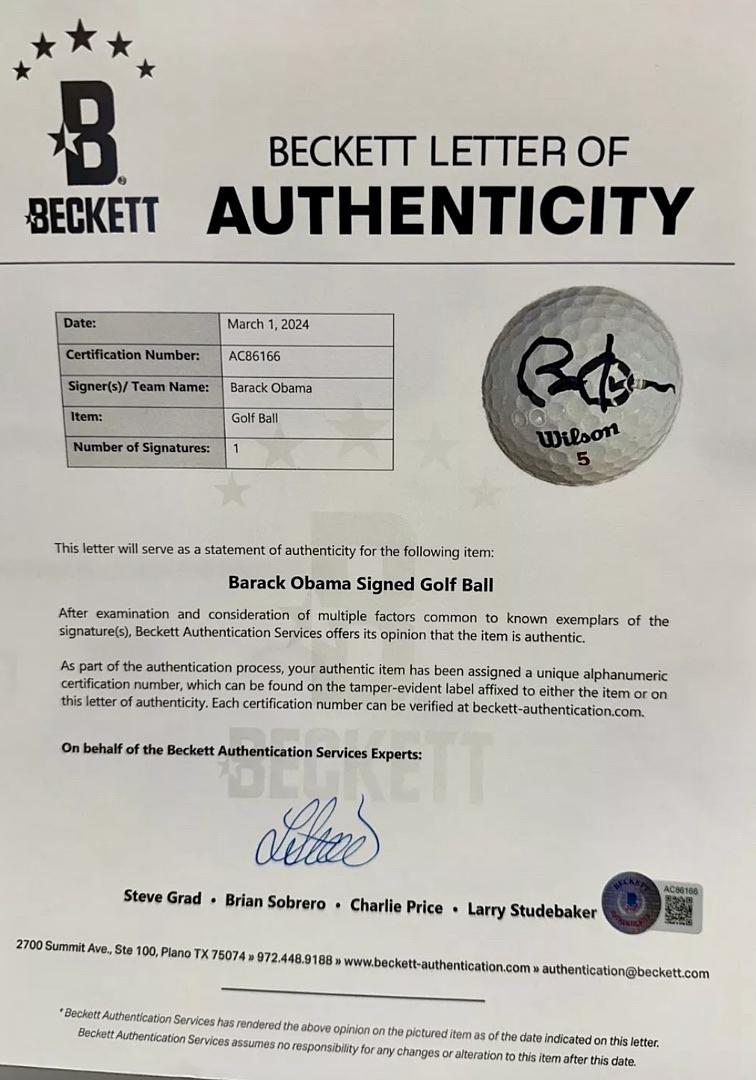 BECKETT
BECKETT LETTER OF
AUTHENTICITY
Date: March 1, 2024
Certification Number: AC86166
Signer(s)/ Team Name: Barack Obama
Item: Golf Ball
Number of Signatures: 1
Wilson
5
This letter will serve as a statement of authenticity for the following item:
Barack Obama Signed Golf Ball
After examination and consideration of multiple factors common to known exemplars of the
signature(s), Beckett Authentication Services offers its opinion that the item is authentic.
As part of the authentication process, your authentic item has been assigned a unique alphanumeric
certification number, which can be found on the tamper-evident label affixed to either the item or on
this letter of authenticity. Each certification number can be verified at beckett-authentication.com.
BECKETT
On behalf of the Beckett Authentication Services Experts:
Steve Grad • Brian Sobrero • Charlie Price • Larry Studebaker
BECKETT
AC86166
2700 Summit Ave., Ste 100, Plano TX 75074 » 972.448.9188 » www.beckett-authentication.com » authentication@beckett.com
* Beckett Authentication Services has rendered the above opinion on the pictured item as of the date indicated on this letter.
Beckett Authentication Services assumes no responsibility for any changes or alteration to this item after this date.